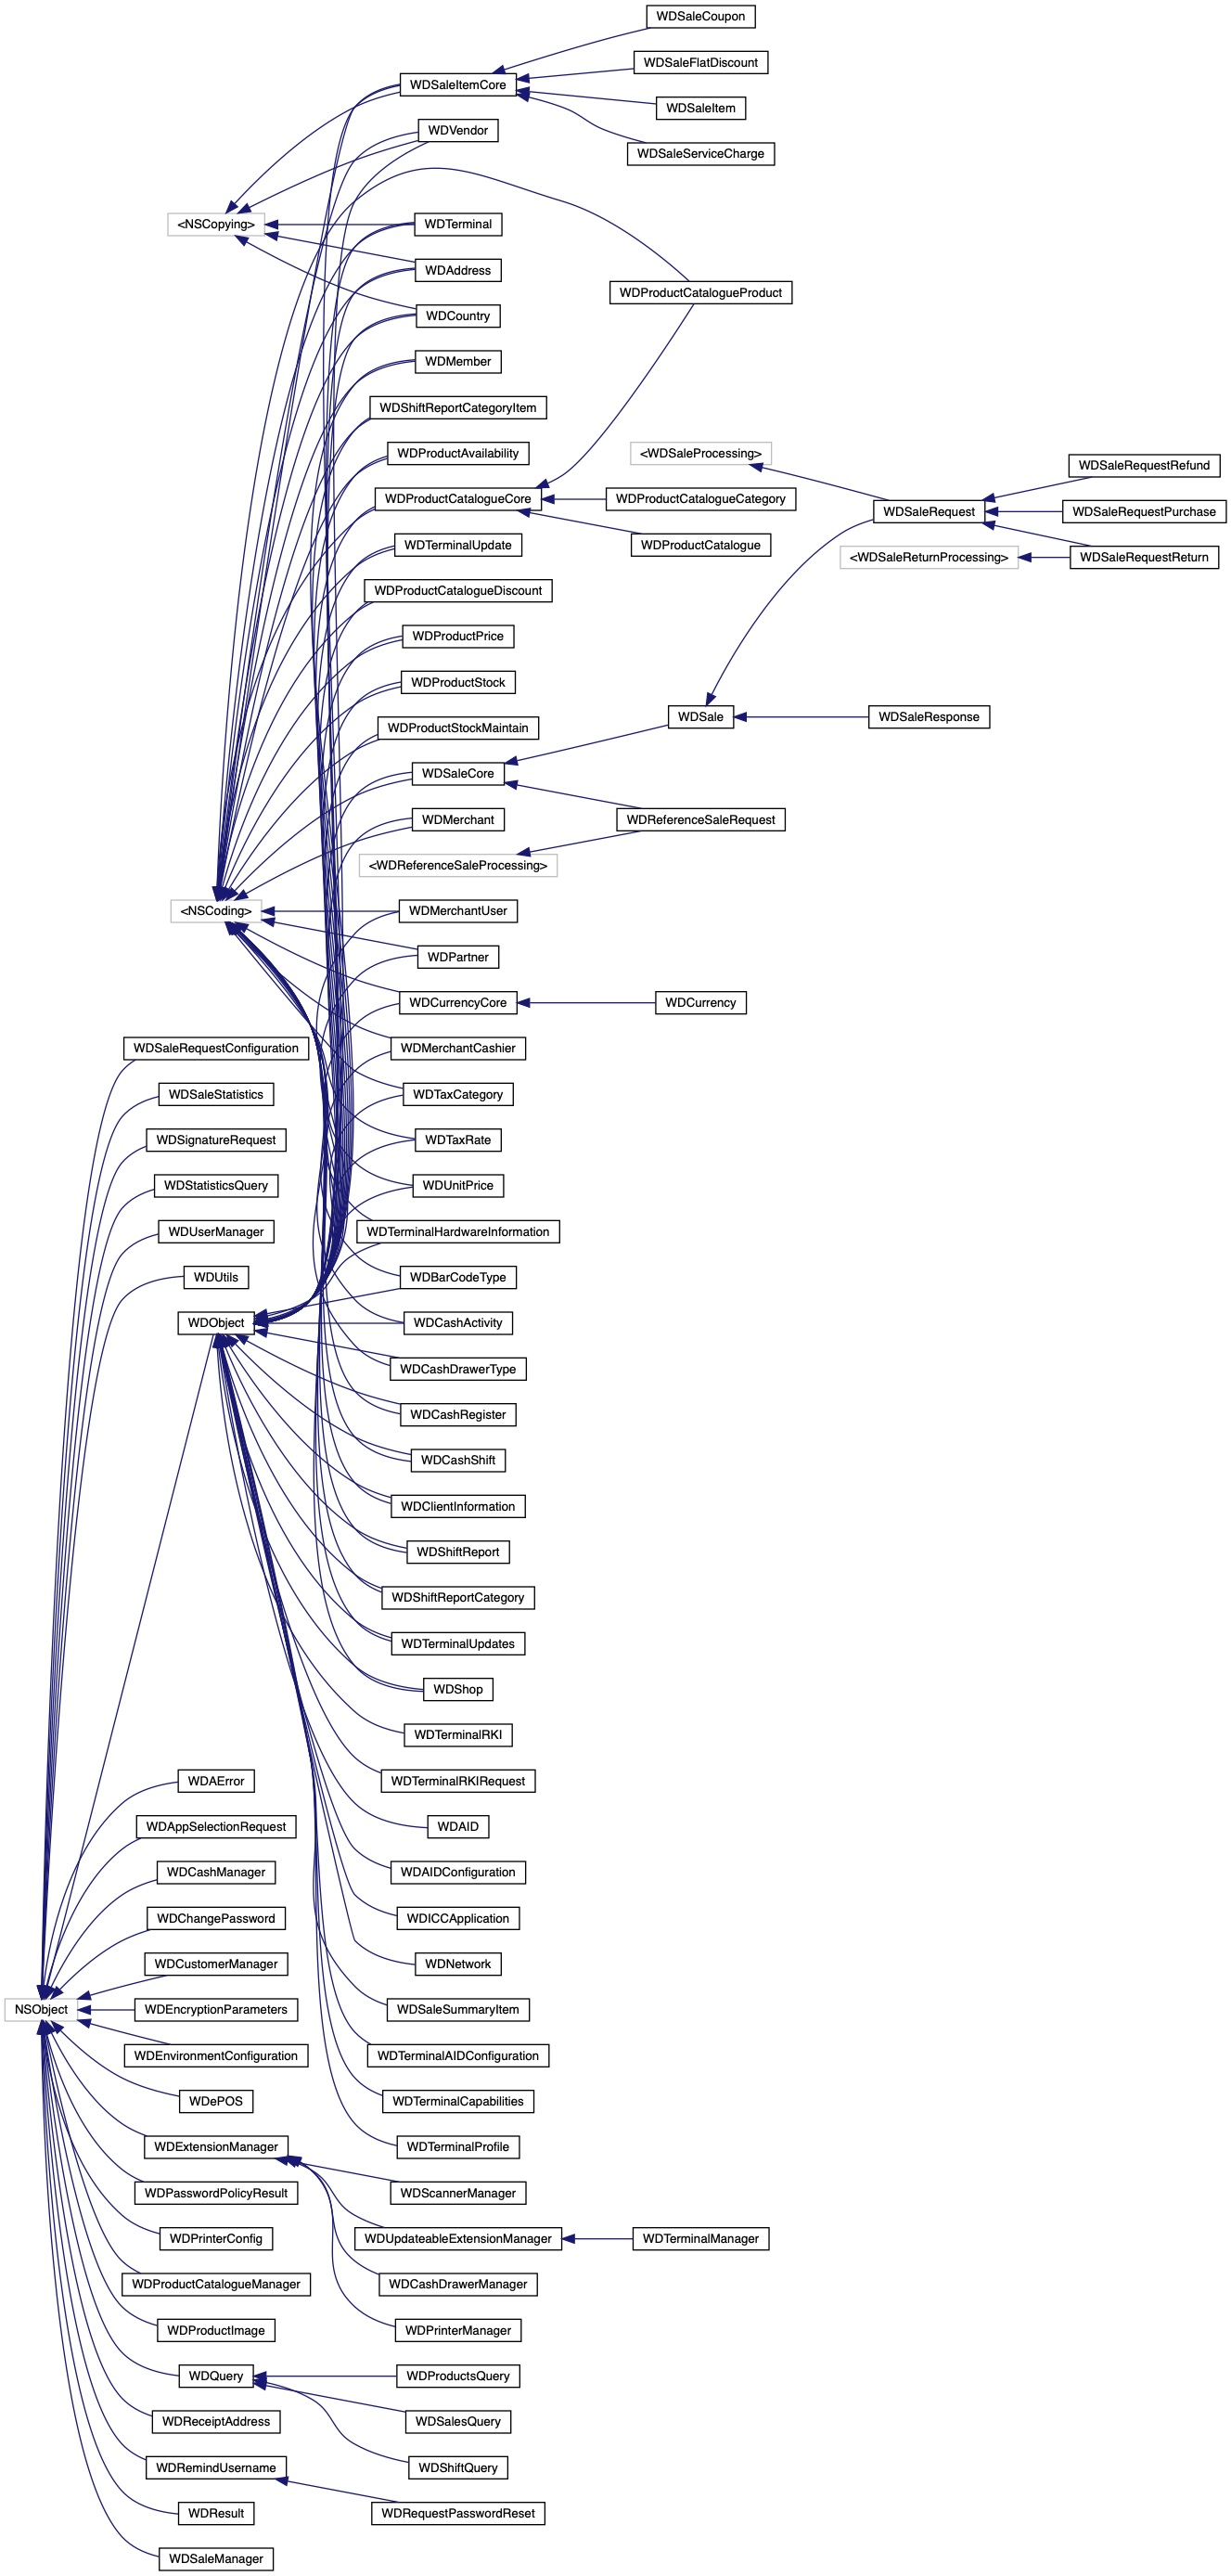 WDSaleCoupon
WDSaleFlatDiscount
WDSaleItemCore
WDSaleItem
WDVendor
WDSaleServiceCharge
<NSCopying>
WDTerminal
WDAddress
WDProductCatalogueProduct
WDCountry
WDMember
WDShiftReportCategoryItem
WDProductAvailability
<WDSaleProcessing>
WDSaleRequestRefund
WDProductCatalogueCore
WDProductCatalogueCategory
WDSaleRequest
WDSaleRequestPurchase
WDTerminalUpdate
WDProductCatalogue
<WDSaleReturnProcessing>
WDSaleRequestReturn
WDProductCatalogueDiscount
WDProductPrice
WDProductStock
WDSale
WDSaleResponse
WDProductStockMaintain
WDSaleCore
WDMerchant
WDReferenceSaleRequest
<WDReferenceSaleProcessing>
<NSCoding>
WDMerchantUser
WDPartner
WDCurrencyCore
WDCurrency
WDSaleRequestConfiguration
WDMerchantCashier
WDSaleStatistics
WDTaxCategory
WDSignatureRequest
WDTaxRate
WDStatisticsQuery
WDUnitPrice
WDUserManager
WDTerminalHardwareInformation
WDUtils
WDBarCodeType
WDObject
WDCashActivity
WDCashDrawerType
WDCashRegister
WDCashShift
WDClientInformation
WDShiftReport
WDShiftReportCategory
WDTerminalUpdates
WDShop
WDTerminalRKI
WDAError
WDTerminalRKIRequest
WDAppSelectionRequest
WDAID
WDCashManager
WDAIDConfiguration
WDChangePassword
WDICCApplication
WDCustomerManager
WDNetwork
NSObject
WDEncryptionParameters
WDSaleSummaryItem
WDEnvironmentConfiguration
WDTerminalAIDConfiguration
WDePOS
WDTerminalCapabilities
WDExtensionManager
WDTerminalProfile
WDPasswordPolicyResult
WDScannerManager
WDPrinterConfig
WDUpdateableExtensionManager
WDTerminalManager
WDProductCatalogueManager
WDCashDrawerManager
WDProductImage
WDPrinterManager
WDQuery
WDProductsQuery
WDReceiptAddress
WDSalesQuery
WDRemindUsername
WDShiftQuery
WDResult
WDRequestPasswordReset
WDSaleManager